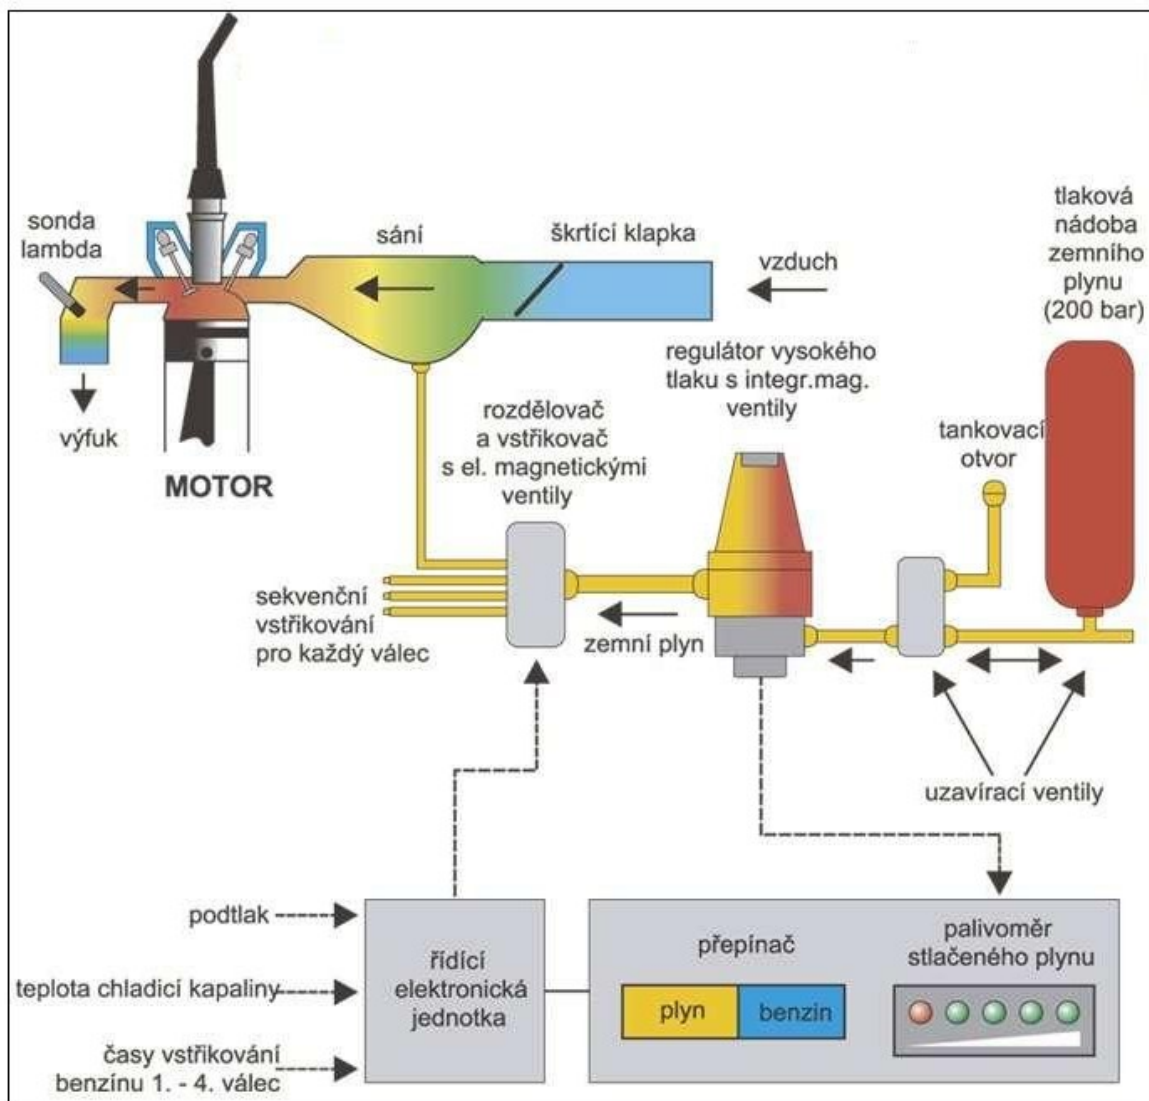 sonda
lambda
sání
škrtící klapka
vzduch
tlaková
nádoba
zemního
plynu
(200 bar)
výfuk
MOTOR
rozdělovač
a vstřikovač
s el. magnetickými
ventily
regulátor vysokého
tlaku s integr.mag.
ventily
tankovací
otvor
sekvenční
vstřikování
pro každý válec
zemní plyn
uzavírací ventily
podtlak
teplota chladicí kapaliny
časy vstřikování
benzínu 1. - 4. válec
řídící
elektronická
jednotka
přepínač
plyn
benzin
palivoměr
stlačeného plynu